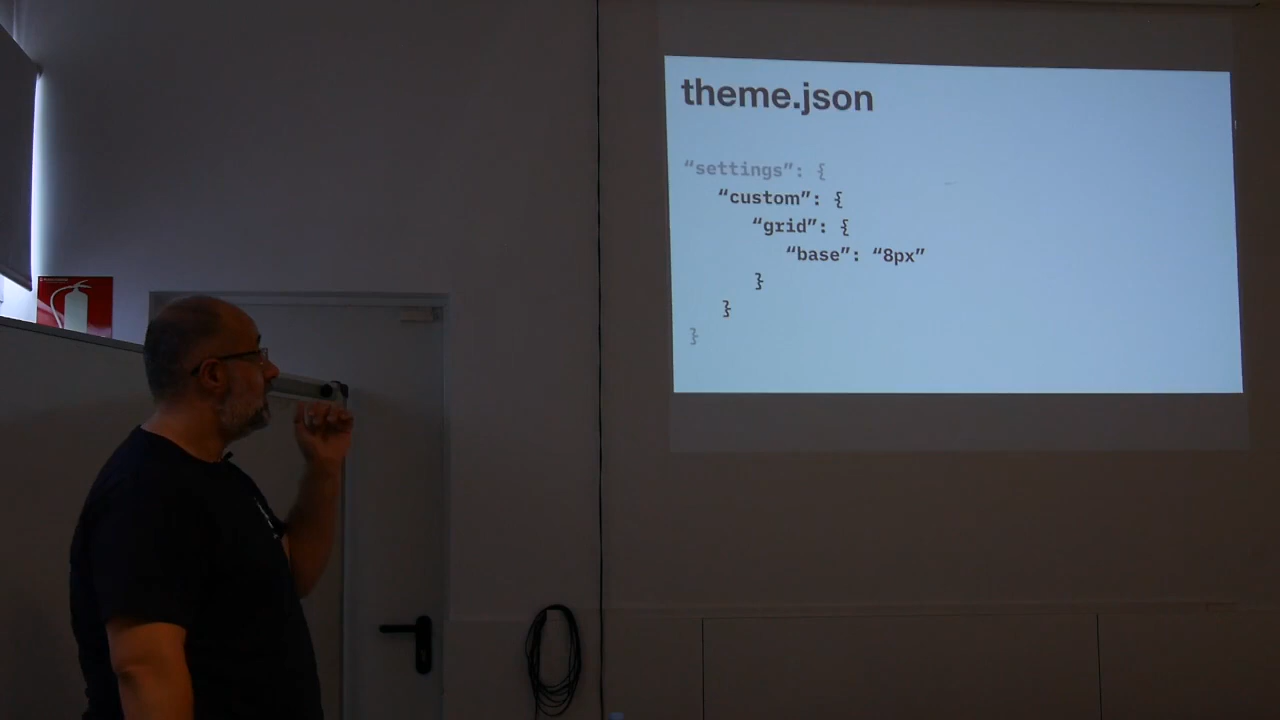 theme.json
“settings”: {
“custom”: {
“grid”: {
“base”: “8px”
}
}
}